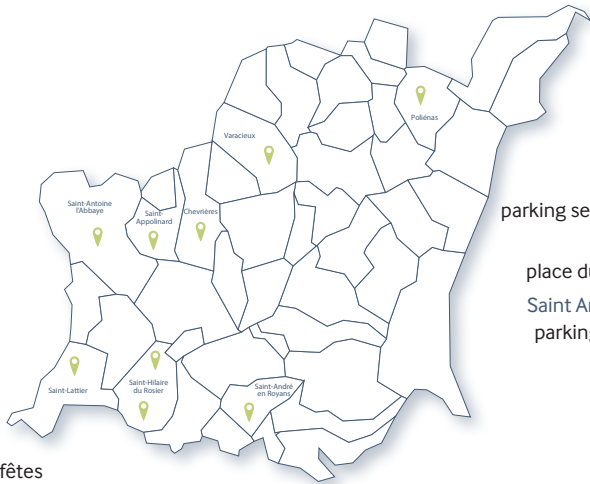 Poliénas
Varacieux
Saint-Antoine
l'Abbaye
Saint-
Appolinard
Chevrières
parking se
place du
Saint An
parking
Saint-Lattier
Saint-Hilaire
du Rosier
Saint-André
en Royans
fêtes